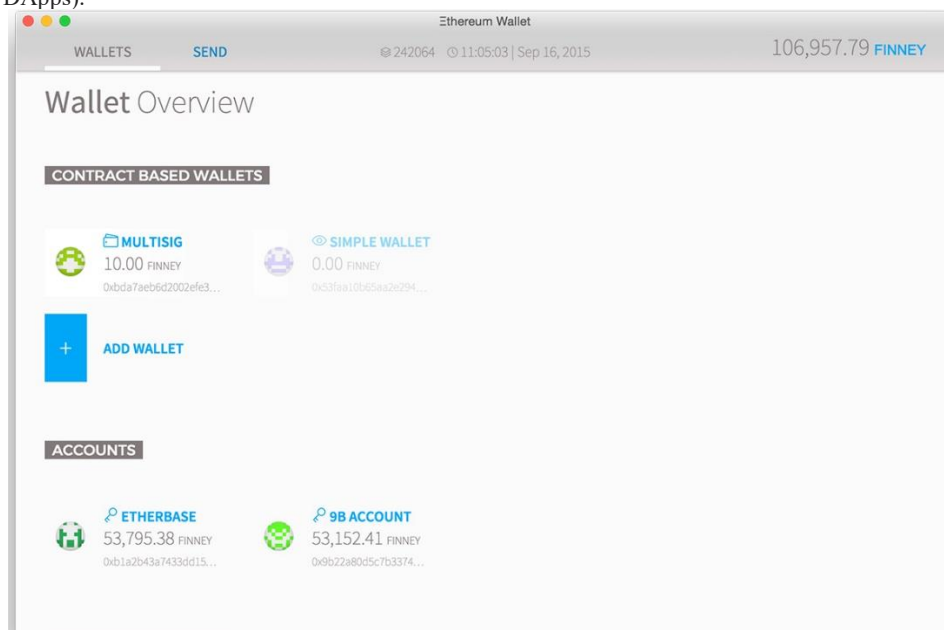 DApps).
Ξthereum Wallet
WALLETS SEND 242064 11:05:03 | Sep 16, 2015 106,957.79 FINNEY
Wallet Overview
CONTRACT BASED WALLETS
MULTISIG SIMPLE WALLET
10.00 FINNEY 0.00 FINNEY
0xbda7aeb6d2002efe3... 0x53faa10b65aa2e294...
+ ADD WALLET
ACCOUNTS
ETHERBASE 9B ACCOUNT
53,795.38 FINNEY 53,152.41 FINNEY
0xb1a2b43a7433dd15... 0x9b22a80d5c7b3374...